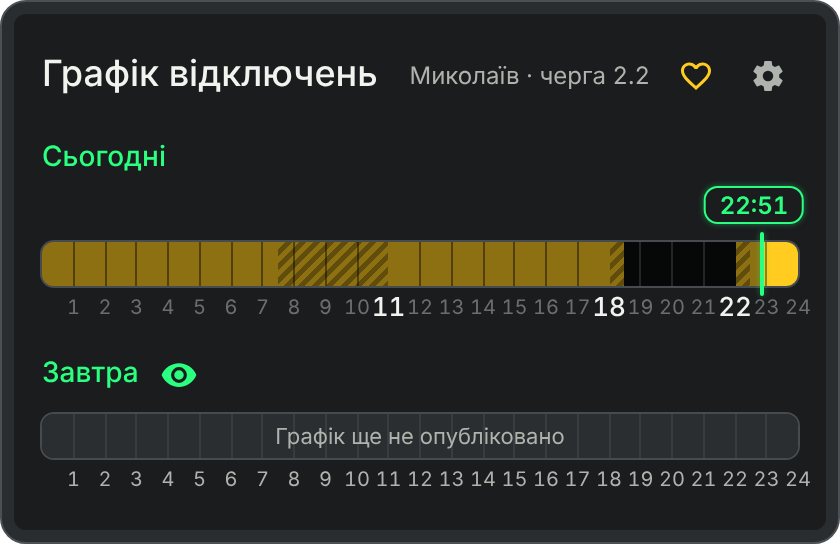 Графік відключень Миколаїв · черга 2.2
Сьогодні
22:51
1 2 3 4 5 6 7 8 9 10 11 12 13 14 15 16 17 18 19 20 21 22 23 24
Завтра
Графік ще не опубліковано
1 2 3 4 5 6 7 8 9 10 11 12 13 14 15 16 17 18 19 20 21 22 23 24